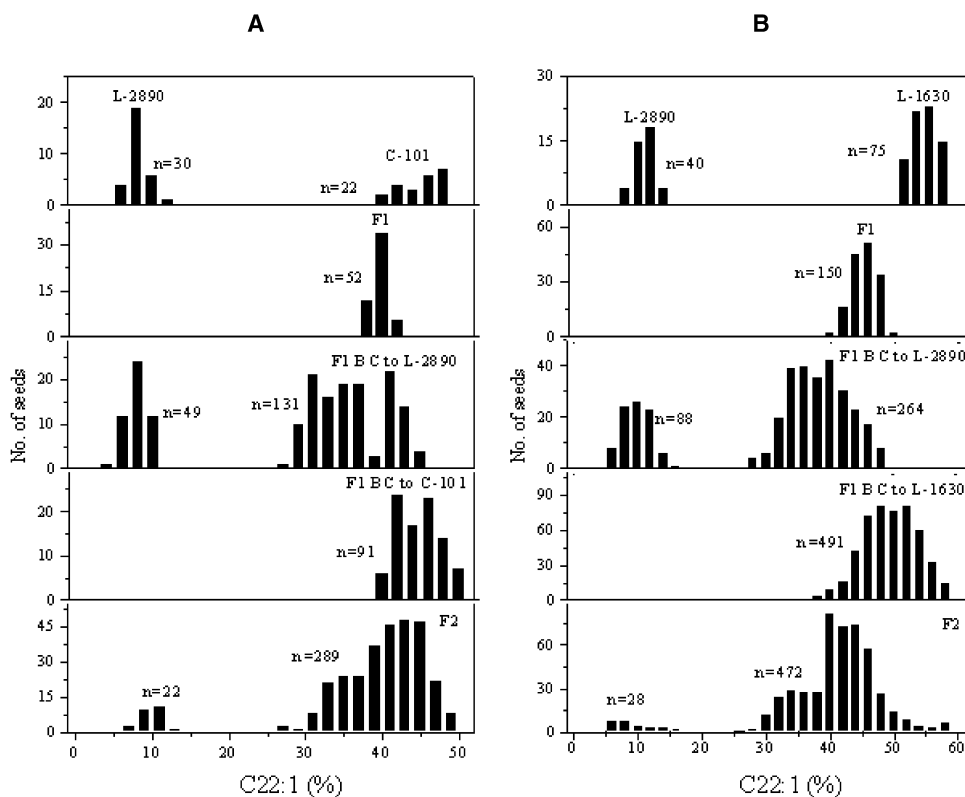 A
B
No. of seeds
20
10
0
L-2890
n=30
n=22
C-101
30
15
0
n=52
F1
20
10
0
n=49
n=131
F1 BC to L-2890
20
10
0
n=91
F1 BC to C-101
45
30
15
0
n=22
n=289
F2
0 10 20 30 40 50
C22:1 (%)
No. of seeds
30
15
0
L-2890
n=40
n=75
L-1630
60
30
0
n=150
F1
40
20
0
n=88
F1 BC to L-2890
n=264
90
60
30
0
n=491
F1 BC to L-1630
60
30
0
n=28
n=472
F2
0 10 20 30 40 50 60
C22:1 (%)